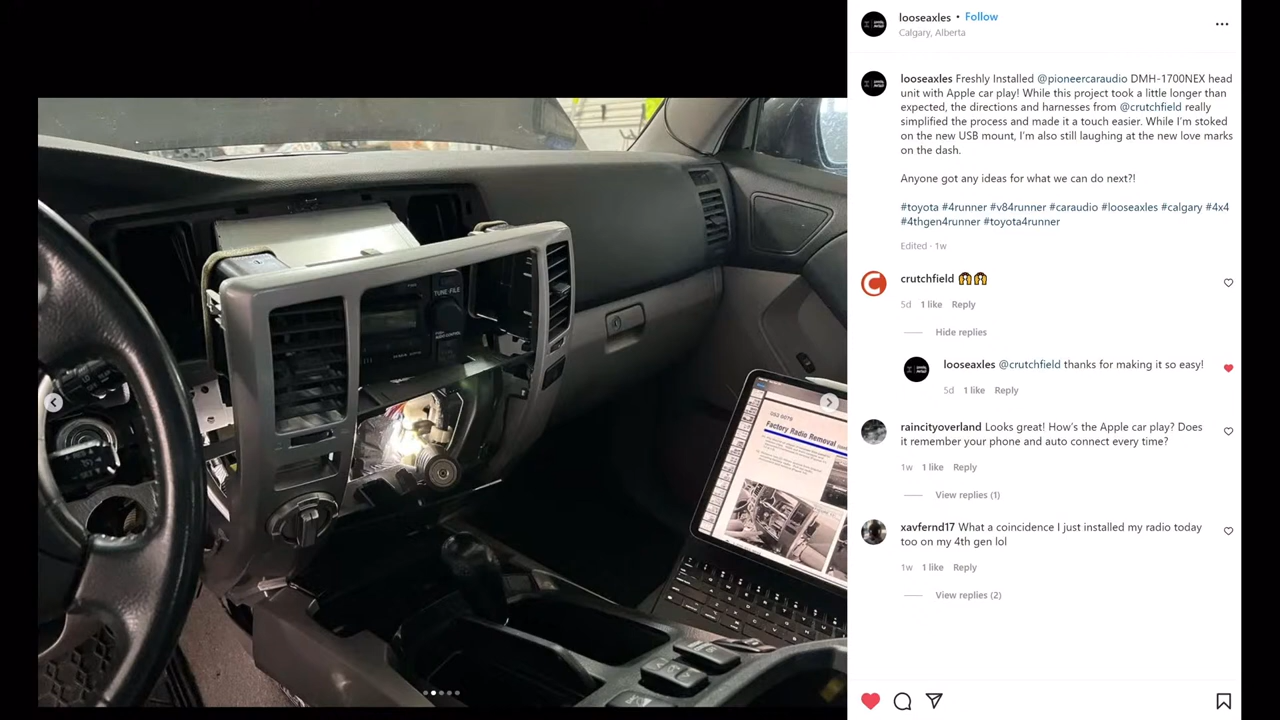 looseaxles • Follow
Calgary, Alberta
looseaxles Freshly Installed @pioneercaraudio DMH-1700NEX head
unit with Apple car play! While this project took a little longer than
expected, the directions and harnesses from @crutchfield really
simplified the process and made it a touch easier. While I'm stoked
on the new USB mount, I'm also still laughing at the new love marks
on the dash.
Anyone got any ideas for what we can do next?!
#toyota #4runner #v84runner #caraudio #looseaxles #calgary #4x4
#4thgen4runner #toyota4runner
Edited · 1w
crutchfield 🙌🙌
5d 1 like Reply
Hide replies
looseaxles @crutchfield thanks for making it so easy!
5d 1 like Reply
raincityoverland Looks great! How's the Apple car play? Does
it remember your phone and auto connect every time?
1w 1 like Reply
View replies (1)
xavfernd17 What a coincidence I just installed my radio today
too on my 4th gen lol
1w 1 like Reply
View replies (2)
TUNE FILE
Factory Radio Removal